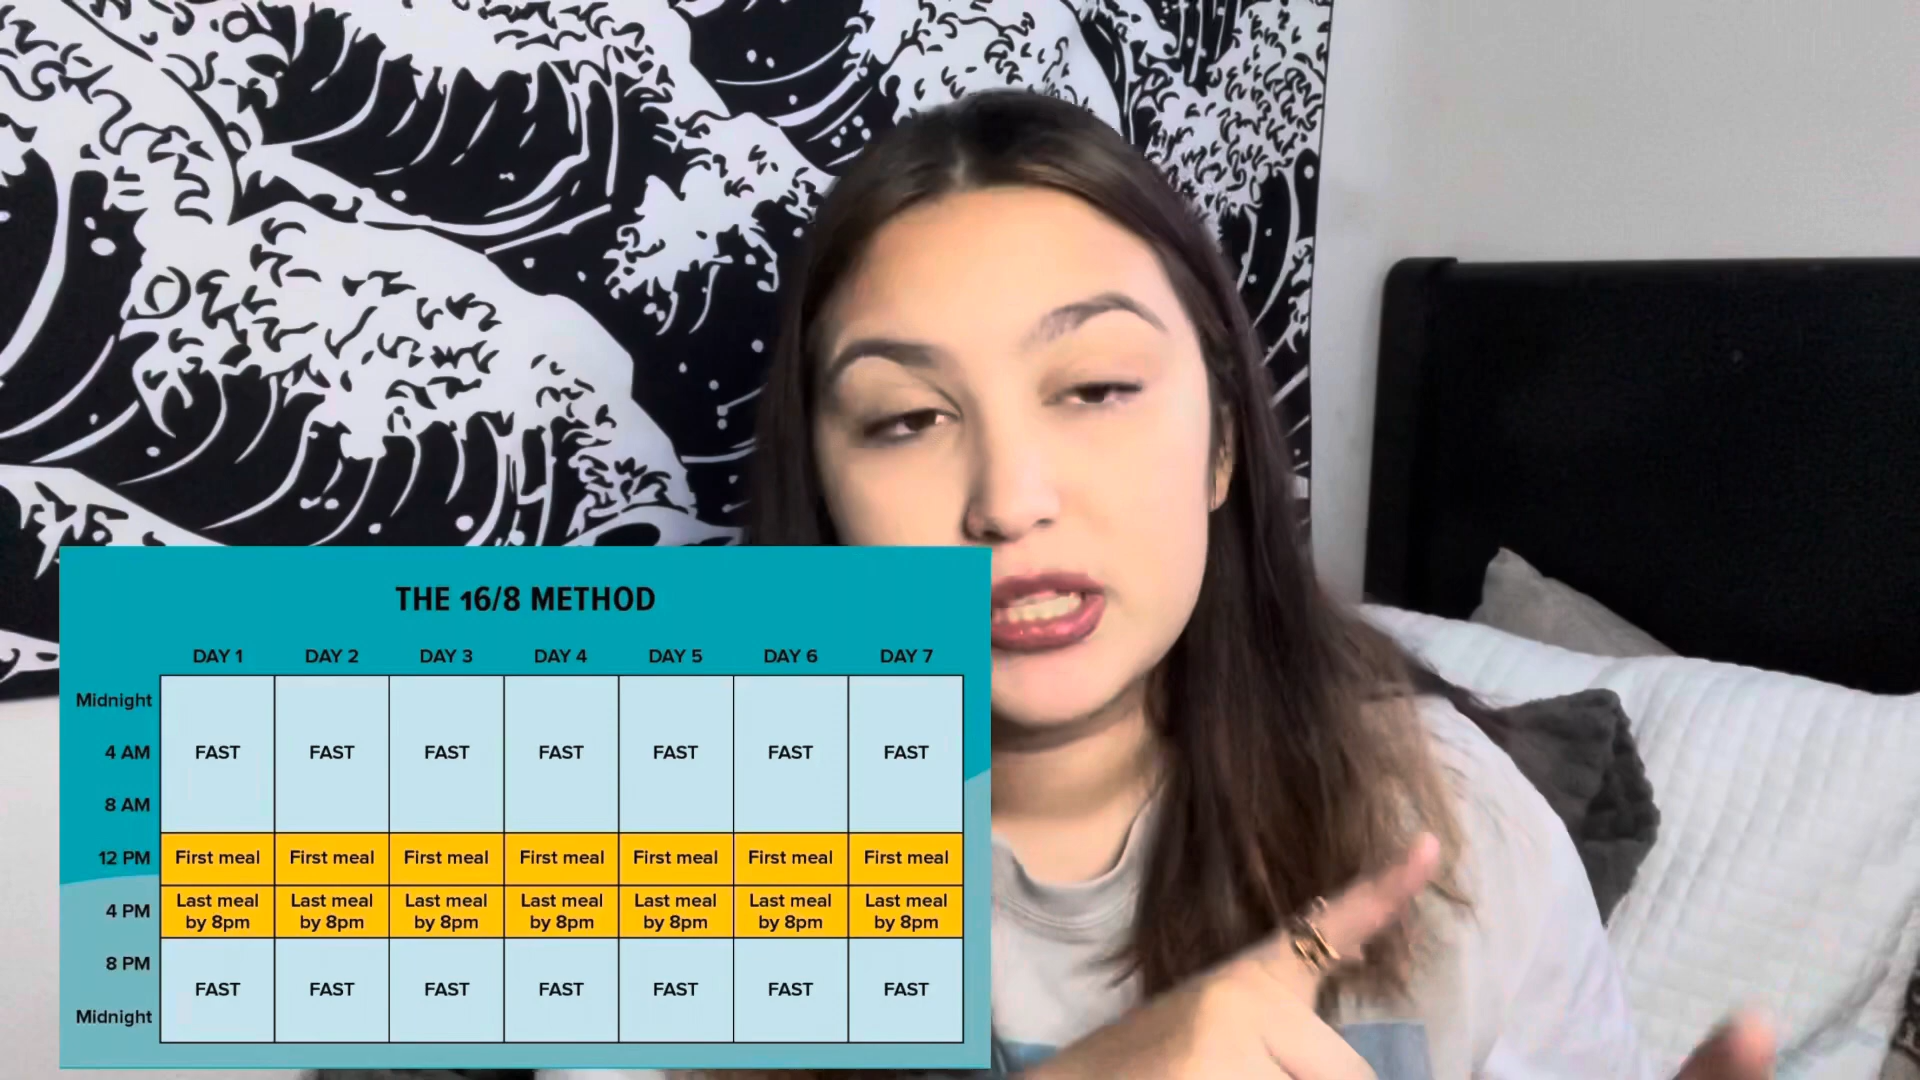 THE 16/8 METHOD
DAY 1 DAY 2 DAY 3 DAY 4 DAY 5 DAY 6 DAY 7
Midnight
4 AM FAST FAST FAST FAST FAST FAST FAST
8 AM
12 PM First meal First meal First meal First meal First meal First meal First meal
Last meal Last meal Last meal Last meal Last meal Last meal Last meal
4 PM
by 8pm by 8pm by 8pm by 8pm by 8pm by 8pm by 8pm
8 PM
FAST FAST FAST FAST FAST FAST FAST
Midnight